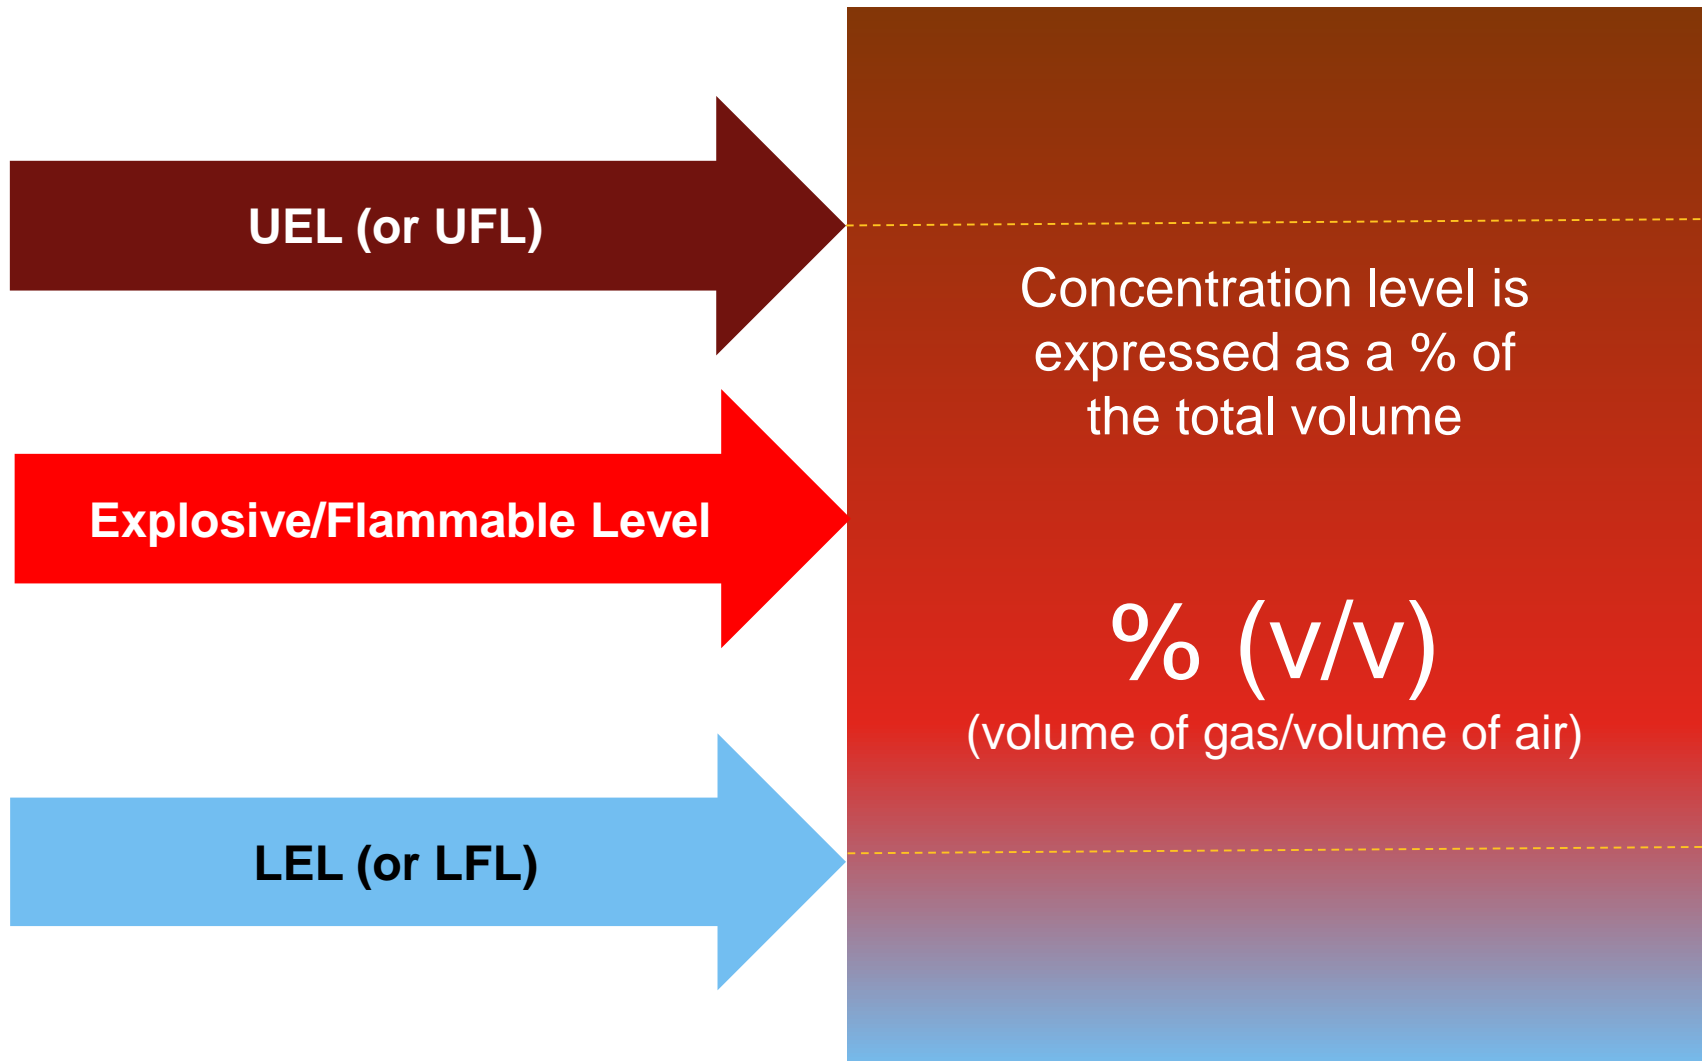 UEL (or UFL)
Concentration level is
expressed as a % of
the total volume
Explosive/Flammable Level
% (v/v)
(volume of gas/volume of air)
LEL (or LFL)